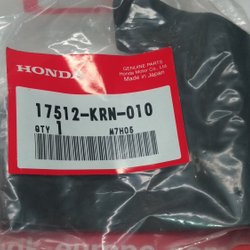 HONDA
GENUINE PARTS
Honda Motor Co., Ltd.
Made in Japan
17512-KRN-010
QTY 1
M7H05